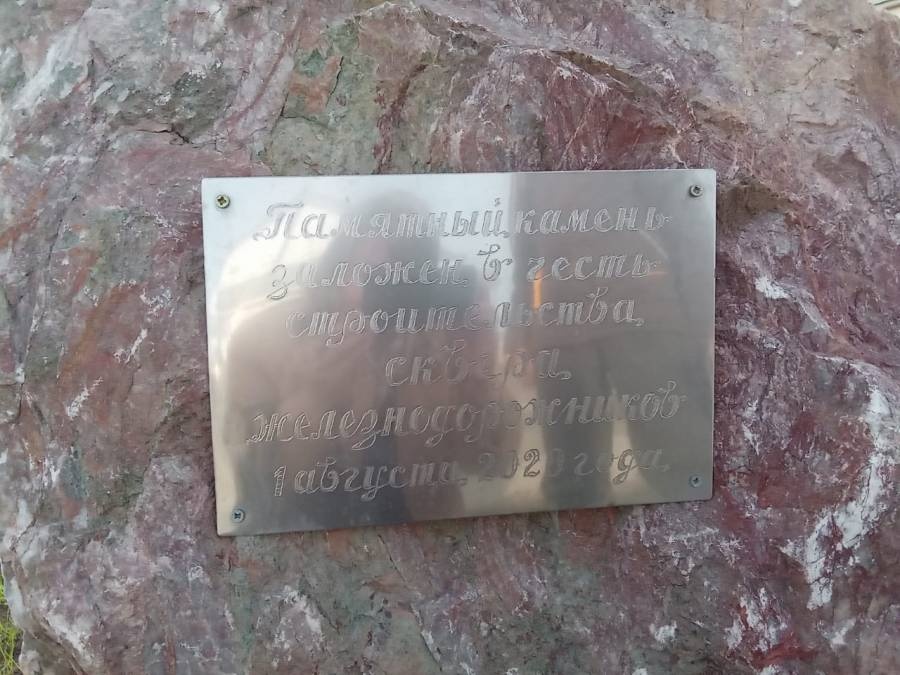 Памятный камень
заложен в честь
строительства
сквера
железнодорожников
1 августа 2020 года